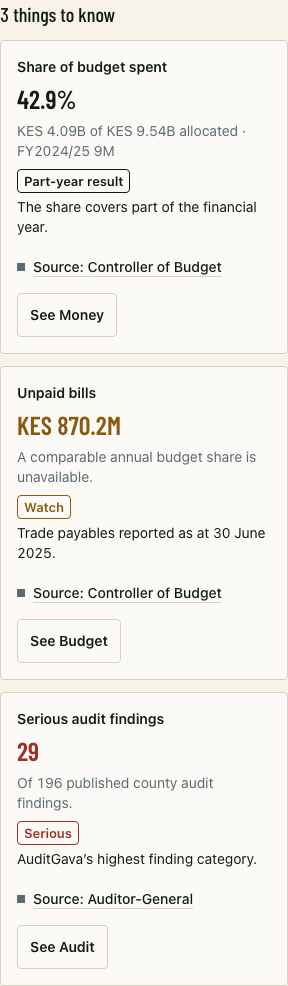 3 things to know
Share of budget spent
42.9%
KES 4.09B of KES 9.54B allocated ·
FY2024/25 9M
Part-year result
The share covers part of the financial
year.
Source: Controller of Budget
See Money
Unpaid bills
KES 870.2M
A comparable annual budget share is
unavailable.
Watch
Trade payables reported as at 30 June
2025.
Source: Controller of Budget
See Budget
Serious audit findings
29
Of 196 published county audit
findings.
Serious
AuditGava’s highest finding category.
Source: Auditor-General
See Audit